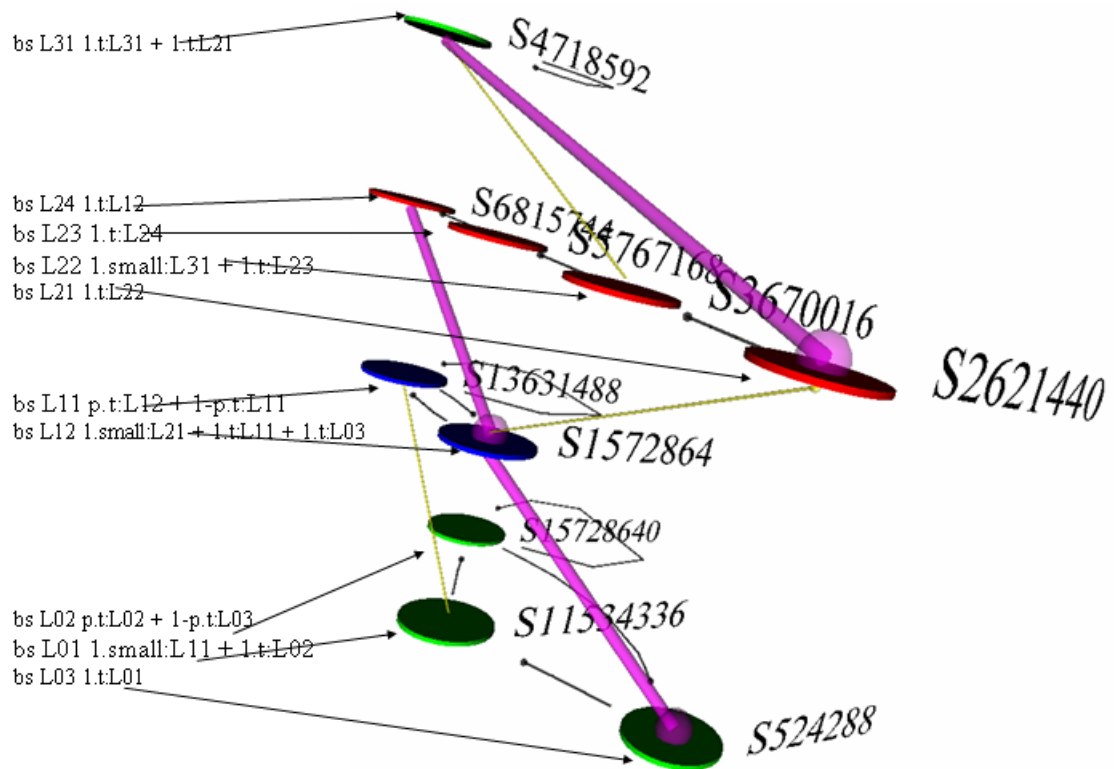 bs L31 1.t:L31 + 1.t:L21
S4718592
bs L24 1.t:L12
S6815744
bs L23 1.t:L24
S5767168
bs L22 1.small:L31 + 1.t:L23
S3670016
bs L21 1.t:L22
S2621440
S13631488
bs L11 p.t:L12 + 1-p.t:L11
bs L12 1.small:L21 + 1.t:L11 + 1.t:L03
S1572864
S15728640
bs L02 p.t:L02 + 1-p.t:L03
S11534336
bs L01 1.small:L11 + 1.t:L02
bs L03 1.t:L01
S524288